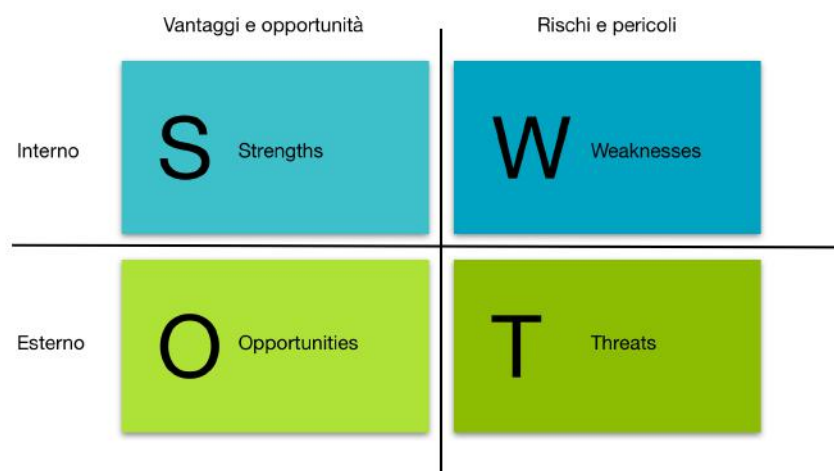 Vantaggi e opportunità
Rischi e pericoli
Interno
S Strengths
W Weaknesses
Esterno
O Opportunities
T Threats